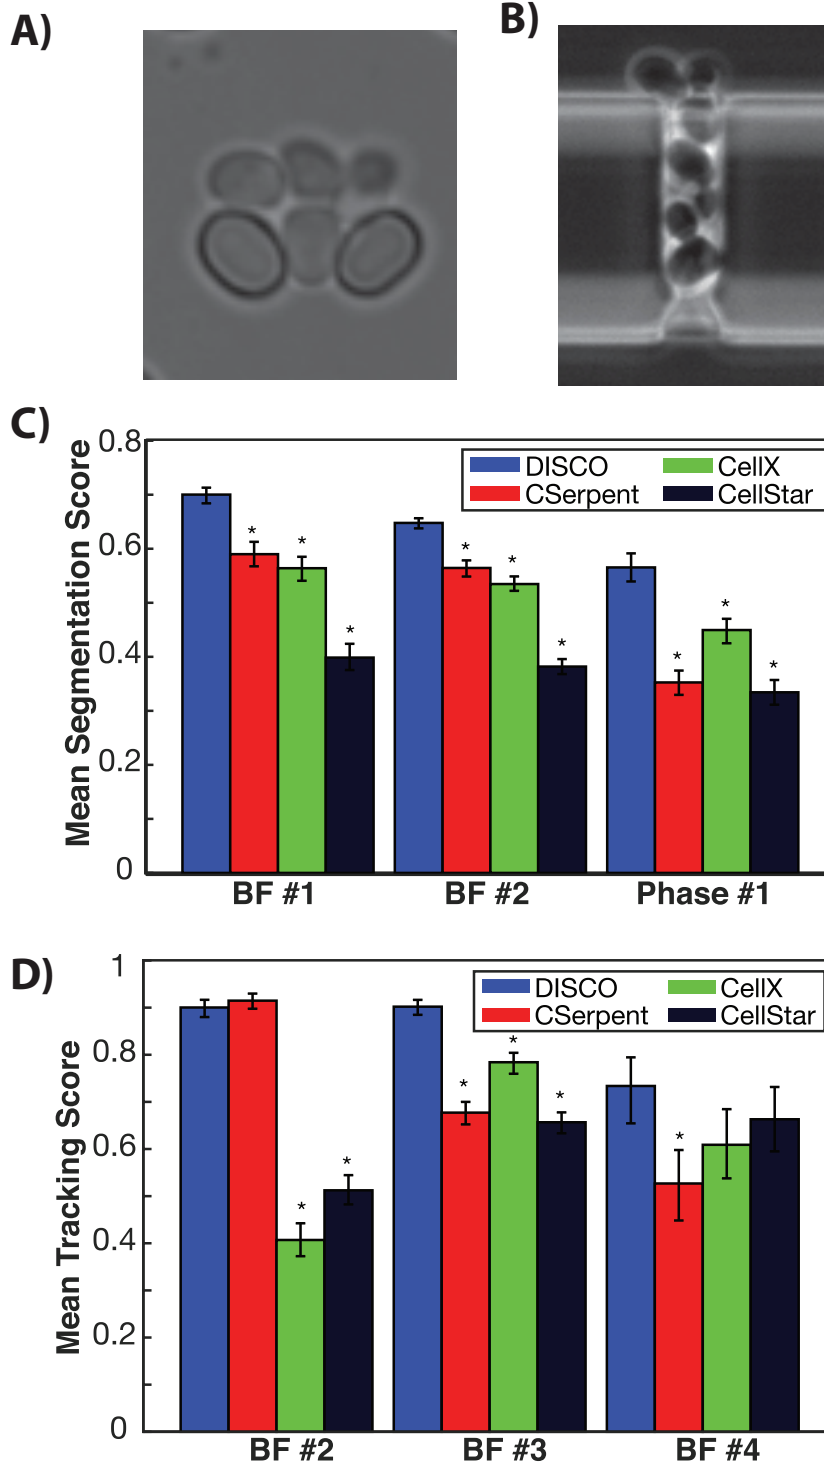 A)
B)
C)
Mean Segmentation Score
0.8
0.6
0.4
0.2
0
DISCO CellX
CSerpent CellStar
* * *
* * *
* * *
BF #1 BF #2 Phase #1
D)
Mean Tracking Score
1
0.8
0.6
0.4
0.2
0
DISCO CellX
CSerpent CellStar
* *
* * *
*
BF #2 BF #3 BF #4